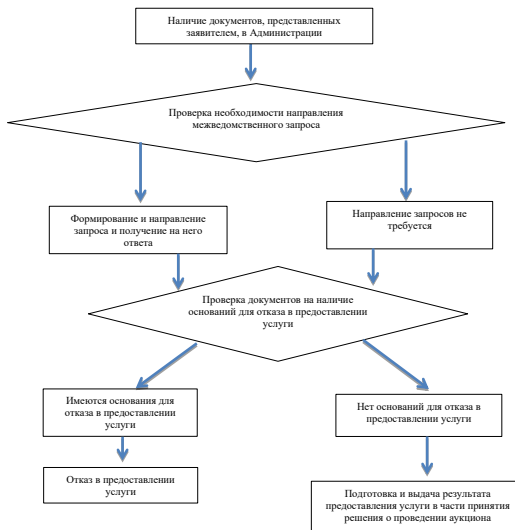 Наличие документов, представленных
заявителем, в Администрации
Проверка необходимости направления
межведомственного запроса
Формирование и направление
запроса и получение на него
ответа
Направление запросов не
требуется
Проверка документов на наличие
оснований для отказа в предоставлении
услуги
Имеются основания для
отказа в предоставлении
услуги
Нет оснований для отказа в
предоставлении услуги
Отказ в предоставлении
услуги
Подготовка и выдача результата
предоставления услуги в части принятия
решения о проведении аукциона